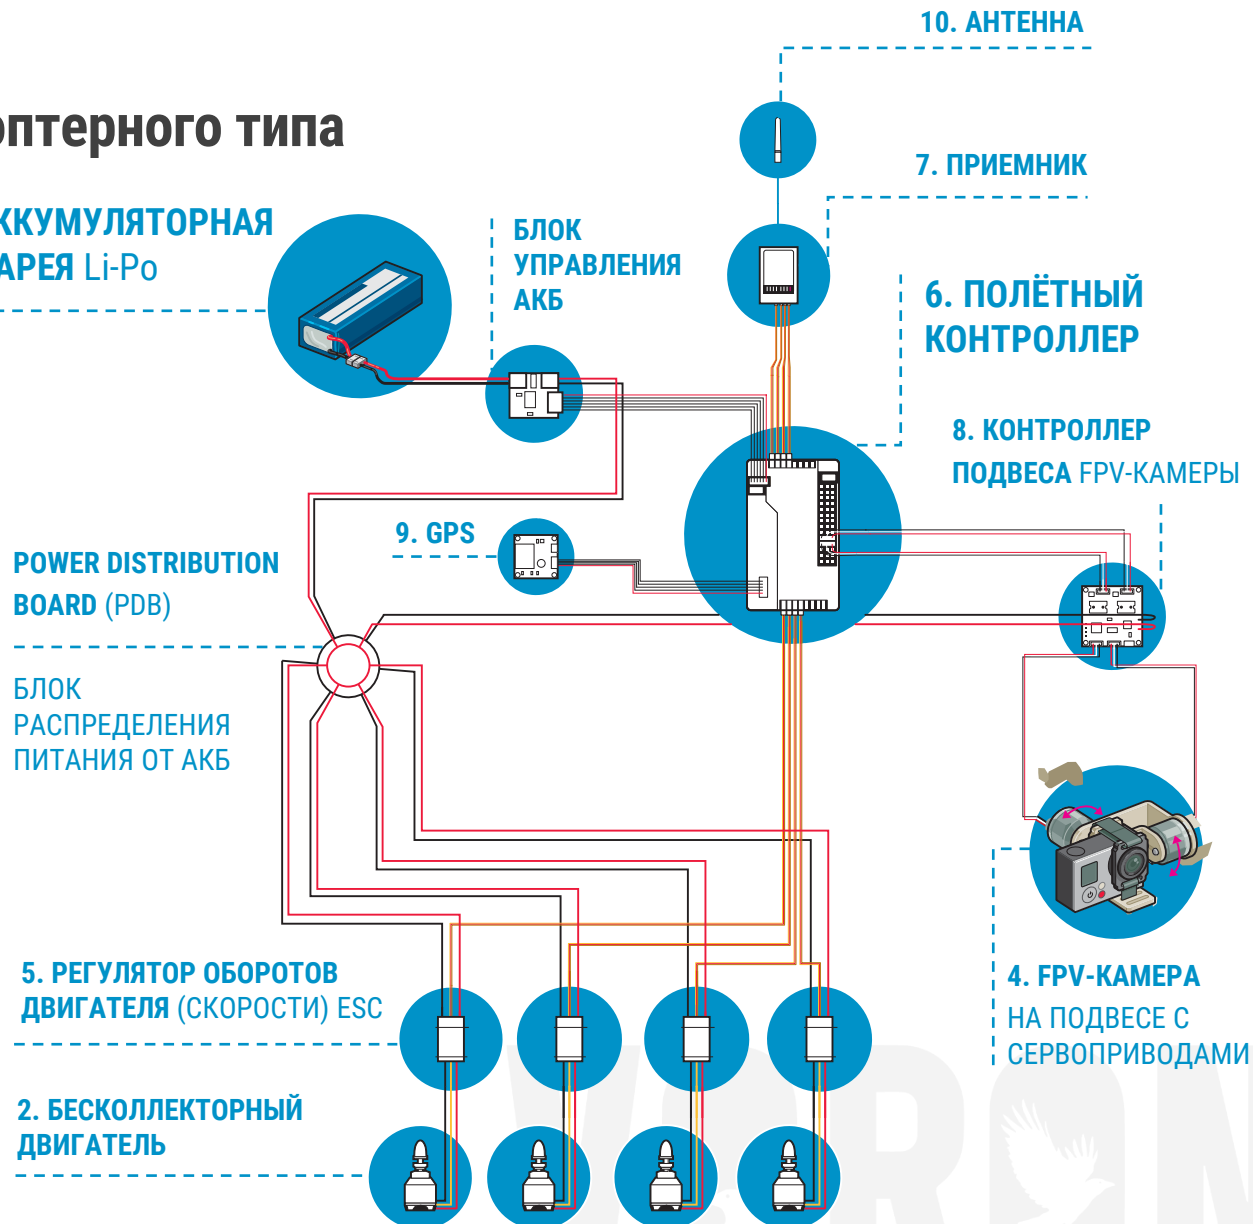 10. АНТЕННА
оптерного типа
7. ПРИЕМНИК
ККУМУЛЯТОРНАЯ
АРЕЯ Li-Po
БЛОК
УПРАВЛЕНИЯ
АКБ
6. ПОЛЁТНЫЙ
КОНТРОЛЛЕР
8. КОНТРОЛЛЕР
ПОДВЕСА FPV-КАМЕРЫ
9. GPS
POWER DISTRIBUTION
BOARD (PDB)
БЛОК
РАСПРЕДЕЛЕНИЯ
ПИТАНИЯ ОТ АКБ
5. РЕГУЛЯТОР ОБОРОТОВ
ДВИГАТЕЛЯ (СКОРОСТИ) ESC
4. FPV-КАМЕРА
НА ПОДВЕСЕ С
СЕРВОПРИВОДАМИ
2. БЕСКОЛЛЕКТОРНЫЙ
ДВИГАТЕЛЬ
VORON